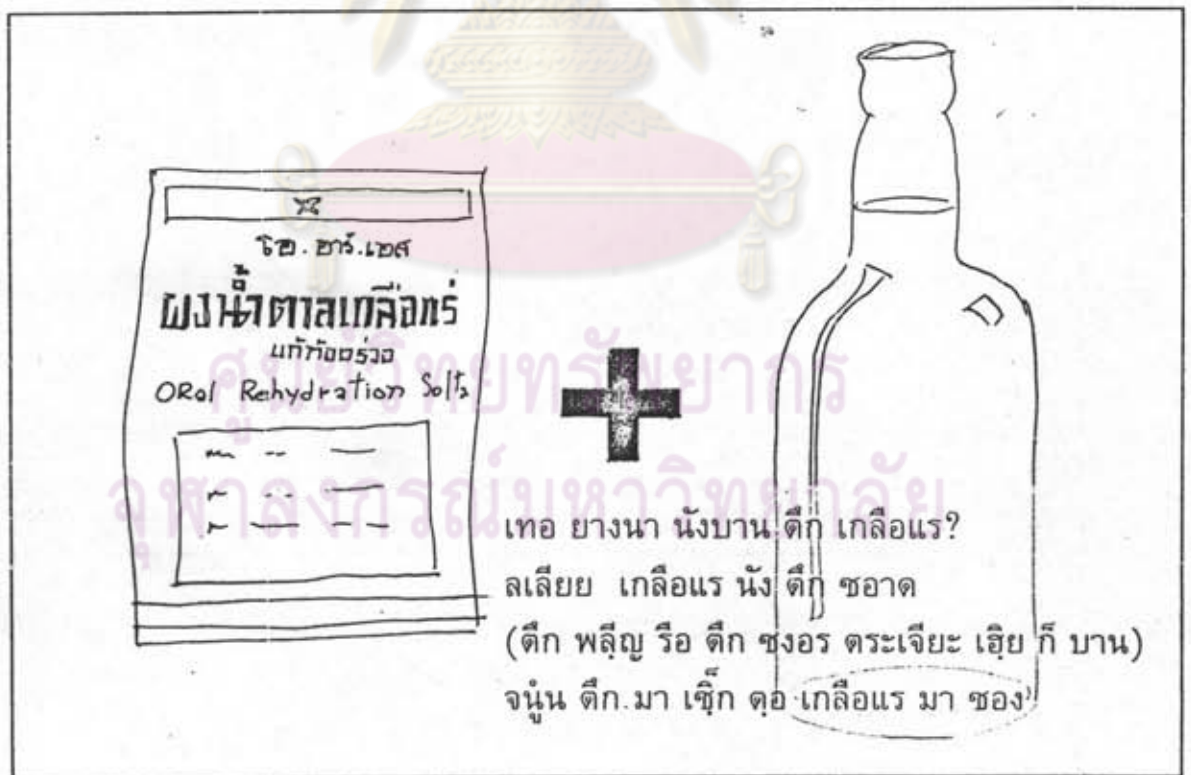 โอ.อาร์.เอส
ผงน้ำตาลเกลือแร่
แก้ท้องร่วง
ORal Rehydration Salts
ศูนย์วิทยทรัพยากร
จุฬาลงกรณ์มหาวิทยาลัย
เทอ ยางนา นังบาน ตึ̣ก เกลือแร?
ลเลียย เกลือแร นัง ตึ̣ก ซอาด
(ตึ̣ก พลิ̣ญ รึอ ตึ̣ก ซงอร ตระเจียะ เฮิ̣ย ก็ บาน)
จนูํน ตึ̣ก มา เซิ̣ก ดอ̣ เกลือแร มา ซอง